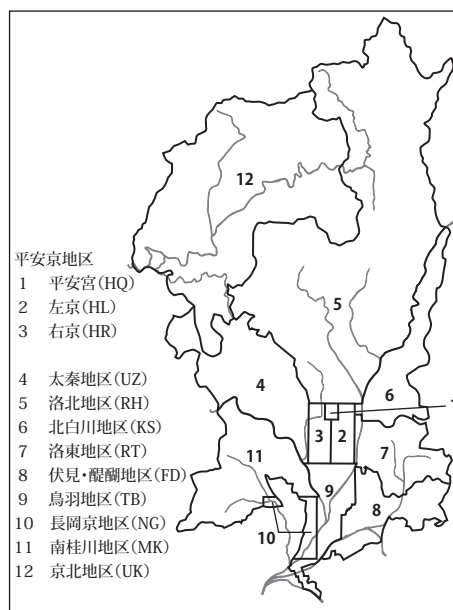 平安京地区
1 平安宮(HQ)
2 左京(HL)
3 右京(HR)
4 太秦地区(UZ)
5 洛北地区(RH)
6 北白川地区(KS)
7 洛東地区(RT)
8 伏見・醍醐地区(FD)
9 鳥羽地区(TB)
10 長岡京地区(NG)
11 南桂川地区(MK)
12 京北地区(UK)
12
5
4
6
1
3
2
7
11
9
8
10